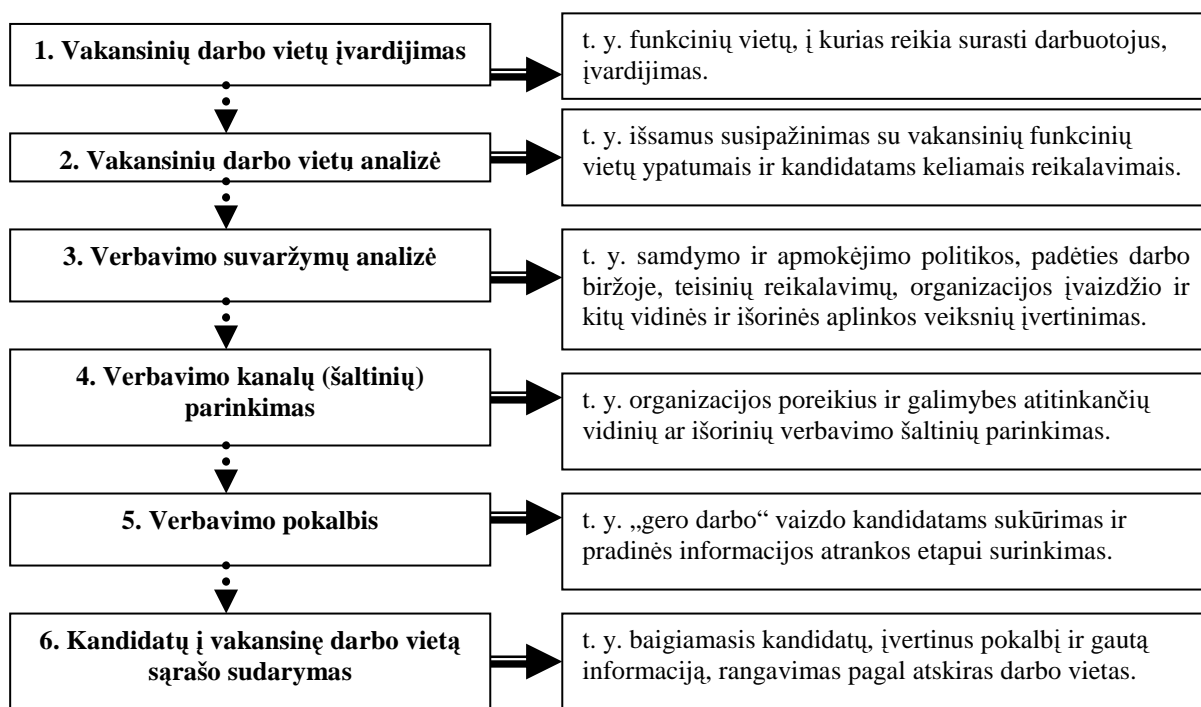 1. Vakansinių darbo vietų įvardijimas
t. y. funkcinių vietų, į kurias reikia surasti darbuotojus,
įvardijimas.
2. Vakansinių darbo vietų analizė
t. y. išsamus susipažinimas su vakansinių funkcinių
vietų ypatumais ir kandidatams keliamais reikalavimais.
3. Verbavimo suvaržymų analizė
t. y. samdymo ir apmokėjimo politikos, padėties darbo
biržoje, teisinių reikalavimų, organizacijos įvaizdžio ir
kitų vidinės ir išorinės aplinkos veiksnių įvertinimas.
4. Verbavimo kanalų (šaltinių)
parinkimas
t. y. organizacijos poreikius ir galimybes atitinkančių
vidinių ar išorinių verbavimo šaltinių parinkimas.
5. Verbavimo pokalbis
t. y. „gero darbo“ vaizdo kandidatams sukūrimas ir
pradinės informacijos atrankos etapui surinkimas.
6. Kandidatų į vakansinę darbo vietą
sąrašo sudarymas
t. y. baigiamasis kandidatų, įvertinus pokalbį ir gautą
informaciją, rangavimas pagal atskiras darbo vietas.